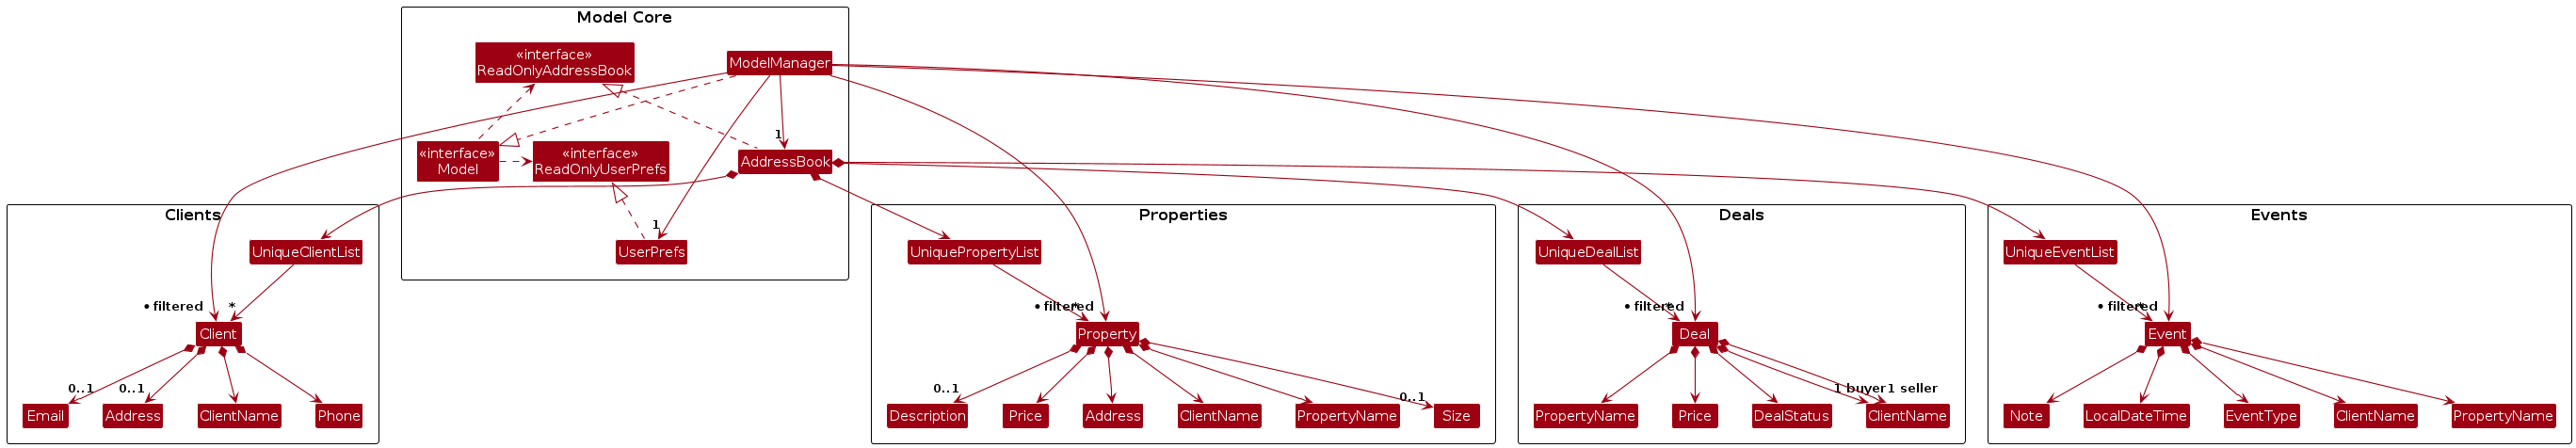 Model Core
«interface»
ReadOnlyAddressBook
ModelManager
1
«interface»
Model
«interface»
ReadOnlyUserPrefs
AddressBook
1
UserPrefs
Clients
UniqueClientList
• filtered
*
Client
0..1
0..1
Email
Address
ClientName
Phone
Properties
UniquePropertyList
• filtered
*
Property
0..1
0..1
Description
Price
Address
ClientName
PropertyName
Size
Deals
UniqueDealList
• filtered
*
Deal
1 buyer
1 seller
PropertyName
Price
DealStatus
ClientName
Events
UniqueEventList
• filtered
*
Event
Note
LocalDateTime
EventType
ClientName
PropertyName